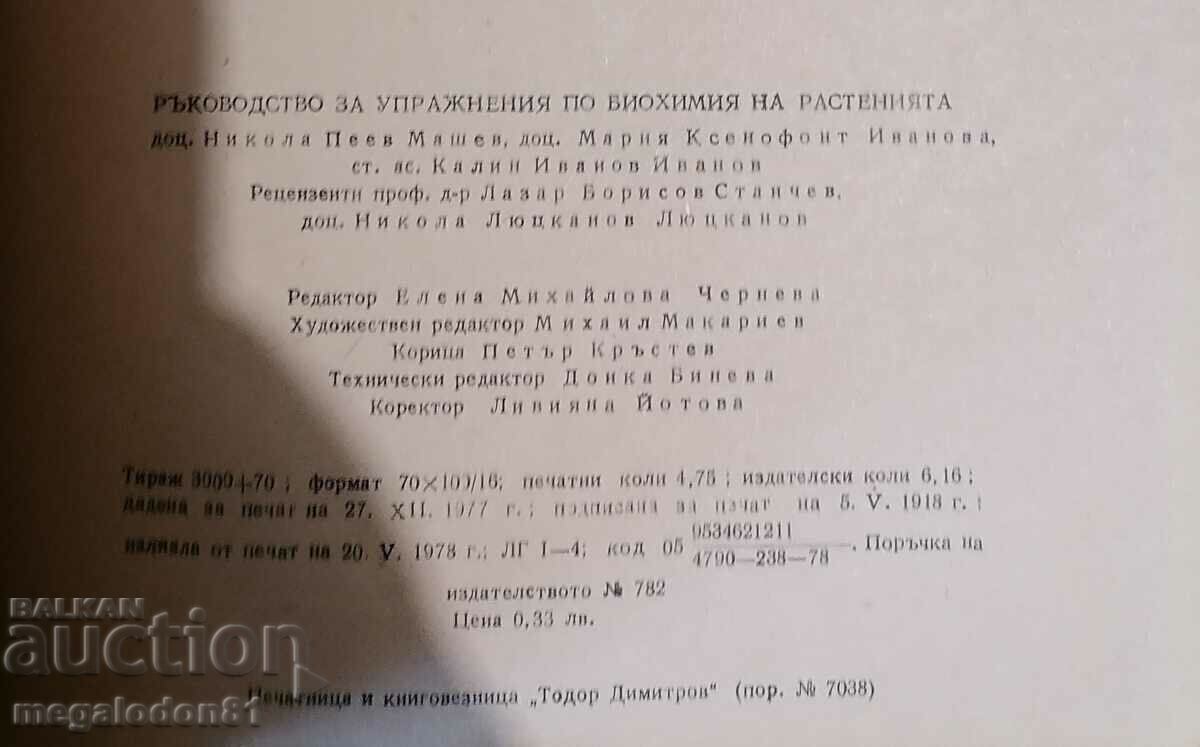 РЪКОВОДСТВО ЗА УПРАЖНЕНИЯ ПО БИОХИМИЯ НА РАСТЕНИЯТА
доц. Никола Пеев Машев, доц. Мария Ксенофонт Иванова,
ст. ас. Калин Иванов Иванов
Рецензенти проф. д-р Лазар Борисов Станчев,
доц. Никола Люцканов Люцканов
Редактор Елена Михайлова Чернева
Художествен редактор Михаил Макариев
Корица Петър Кръстев
Технически редактор Донка Бинева
Коректор Ливияна Йотова
Тираж 3000+70; формат 70×100/16; печатни коли 4,75; издателски коли 6,16;
дадена за печат на 27. XII. 1977 г.; подписана за печат на 5. V. 1918 г.;
излязла от печат на 20. V. 1978 г.; ЛГ I—4; код 05 9534621211/4790—238—78. Поръчка на
издателството № 782
Цена 0,33 лв.
Печатница и книговезница „Тодор Димитров" (пор. № 7038)
BALKAN
auction
megalodon81